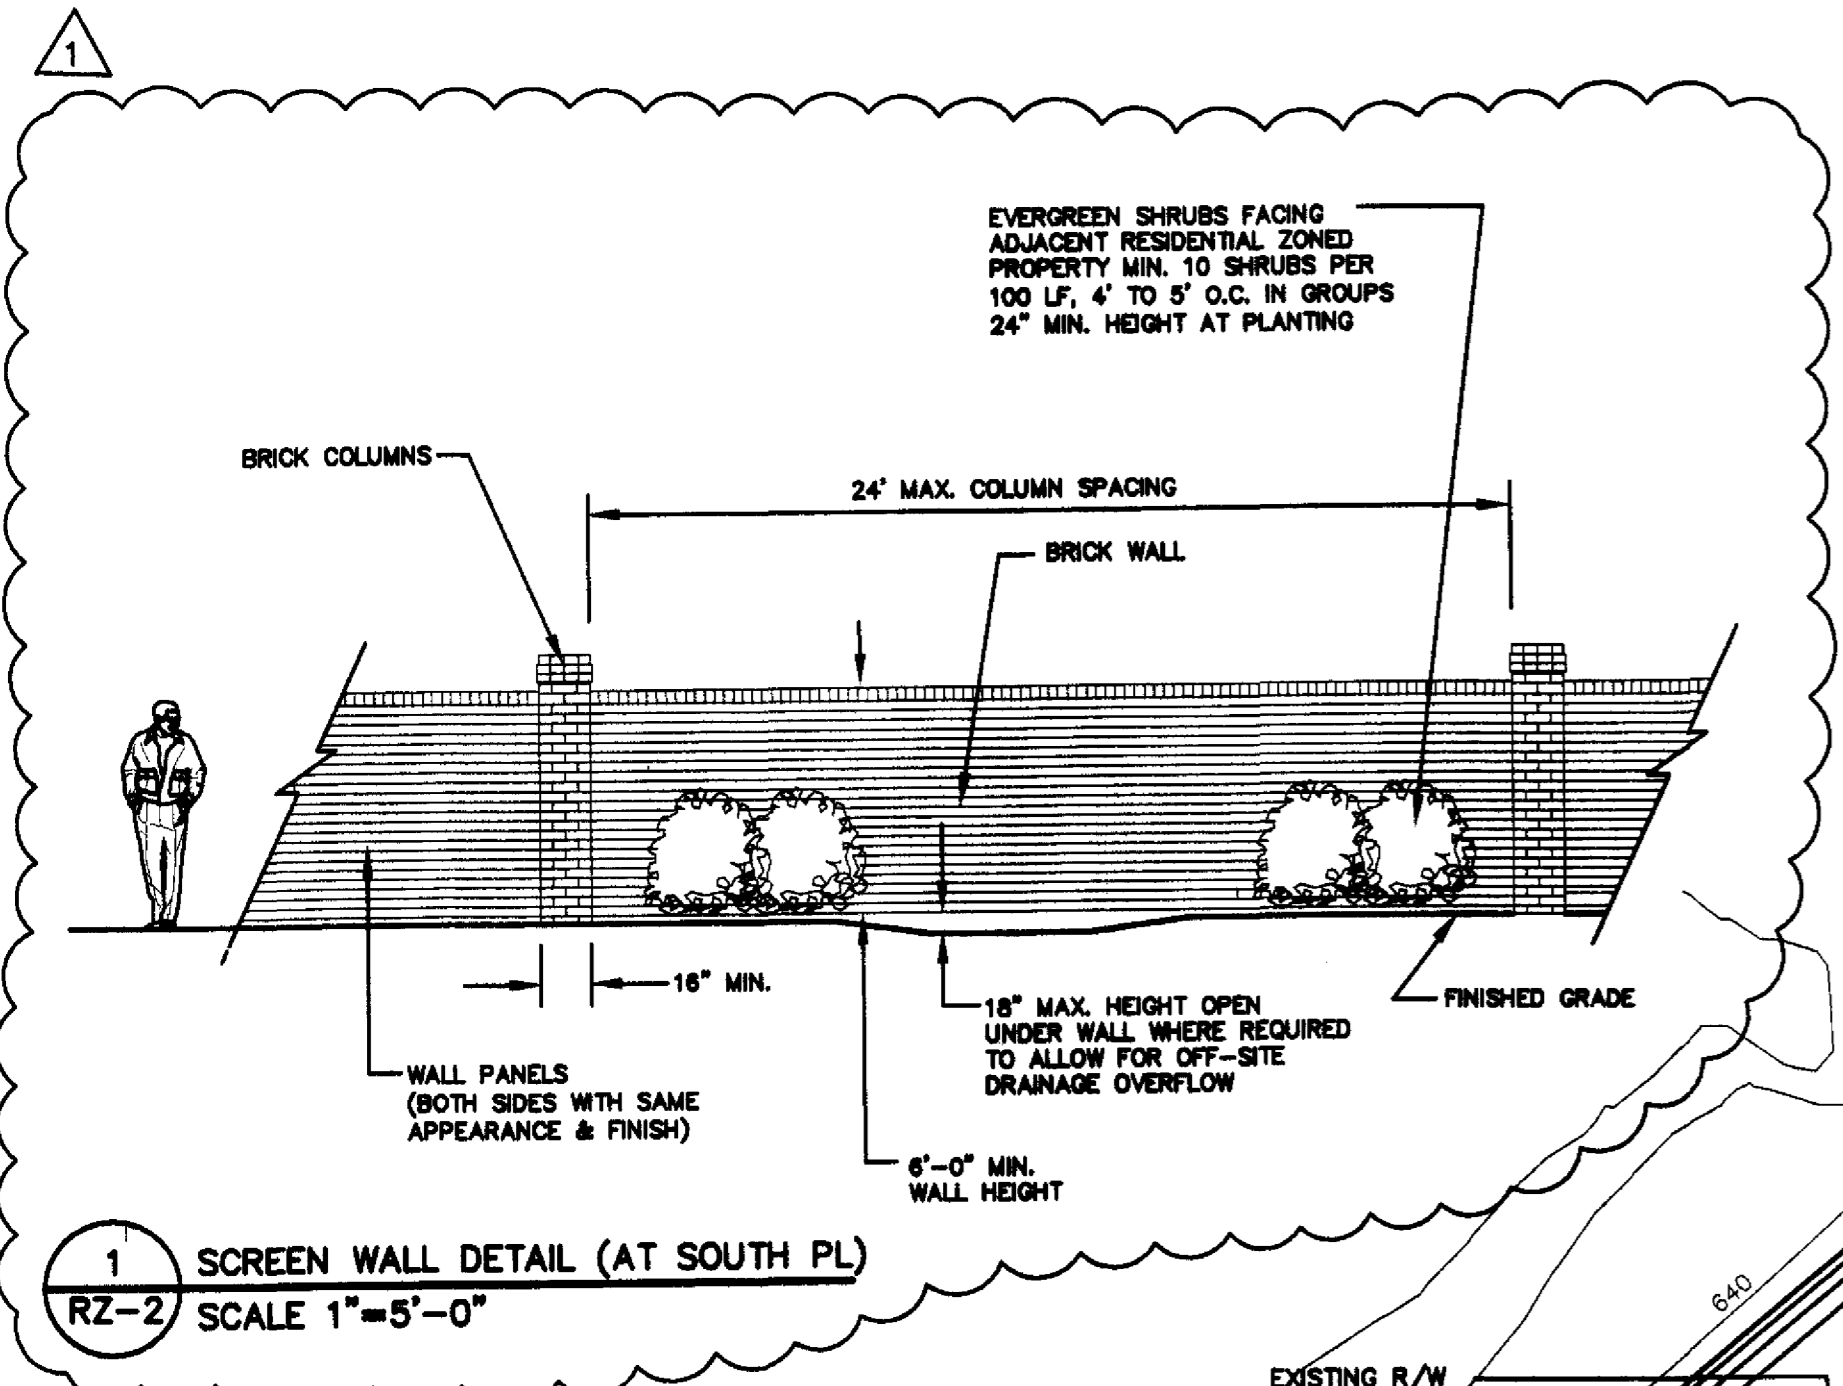 1
EVERGREEN SHRUBS FACING
ADJACENT RESIDENTIAL ZONED
PROPERTY MIN. 10 SHRUBS PER
100 LF, 4' TO 5' O.C. IN GROUPS
24" MIN. HEIGHT AT PLANTING
BRICK COLUMNS
24' MAX. COLUMN SPACING
BRICK WALL
16" MIN.
18" MAX. HEIGHT OPEN
UNDER WALL WHERE REQUIRED
TO ALLOW FOR OFF-SITE
DRAINAGE OVERFLOW
FINISHED GRADE
WALL PANELS
(BOTH SIDES WITH SAME
APPEARANCE & FINISH)
6'-0" MIN.
WALL HEIGHT
1
RZ-2
SCREEN WALL DETAIL (AT SOUTH PL)
SCALE 1"=5'-0"
640
EXISTING R/W